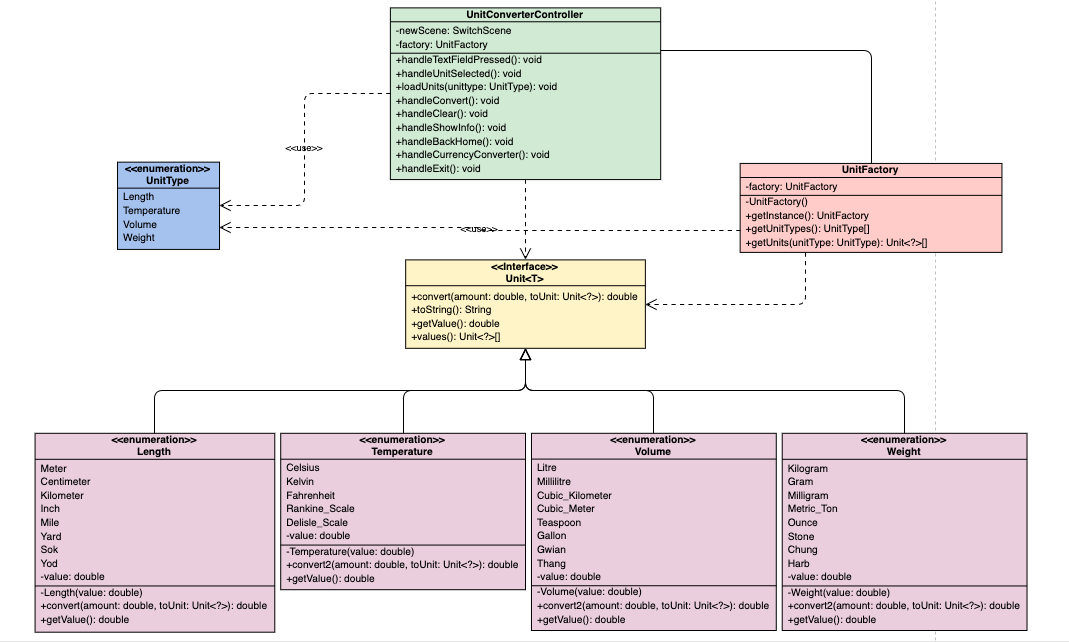 UnitConverterController
-newScene: SwitchScene
-factory: UnitFactory
+handleTextFieldPressed(): void
+handleUnitSelected(): void
+loadUnits(unittype: UnitType): void
+handleConvert(): void
+handleClear(): void
+handleShowInfo(): void
+handleBackHome(): void
+handleCurrencyConverter(): void
+handleExit(): void
<<use>>
<<enumeration>>
UnitType
Length
Temperature
Volume
Weight
UnitFactory
-factory: UnitFactory
-UnitFactory()
+getInstance(): UnitFactory
+getUnitTypes(): UnitType[]
+getUnits(unitType: UnitType): Unit<?>[]
<<use>>
<<Interface>>
Unit<T>
+convert(amount: double, toUnit: Unit<?>): double
+toString(): String
+getValue(): double
+values(): Unit<?>[]
<<enumeration>>
Length
Meter
Centimeter
Kilometer
Inch
Mile
Yard
Sok
Yod
-value: double
-Length(value: double)
+convert(amount: double, toUnit: Unit<?>): double
+getValue(): double
<<enumeration>>
Temperature
Celsius
Kelvin
Fahrenheit
Rankine_Scale
Delisle_Scale
-value: double
-Temperature(value: double)
+convert2(amount: double, toUnit: Unit<?>): double
+getValue(): double
<<enumeration>>
Volume
Litre
Millilitre
Cubic_Kilometer
Cubic_Meter
Teaspoon
Gallon
Gwian
Thang
-value: double
-Volume(value: double)
+convert2(amount: double, toUnit: Unit<?>): double
+getValue(): double
<<enumeration>>
Weight
Kilogram
Gram
Milligram
Metric_Ton
Ounce
Stone
Chung
Harb
-value: double
-Weight(value: double)
+convert2(amount: double, toUnit: Unit<?>): double
+getValue(): double